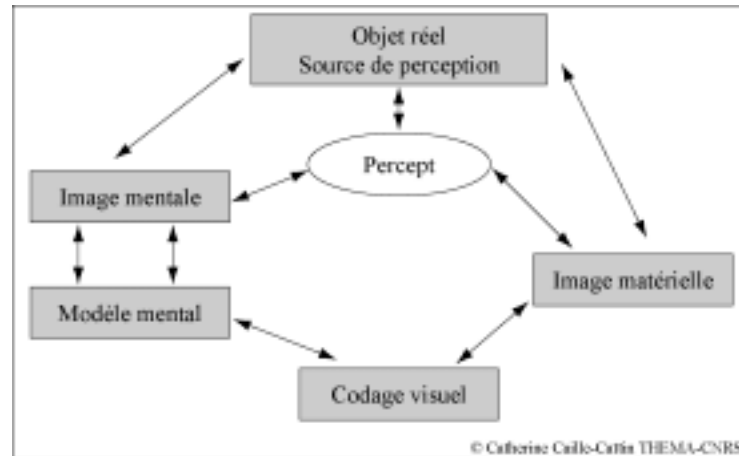 Objet réel
Source de perception
Percept
Image mentale
Image matérielle
Modèle mental
Codage visuel
© Catherine Caille-Cattin THEMA-CNRS